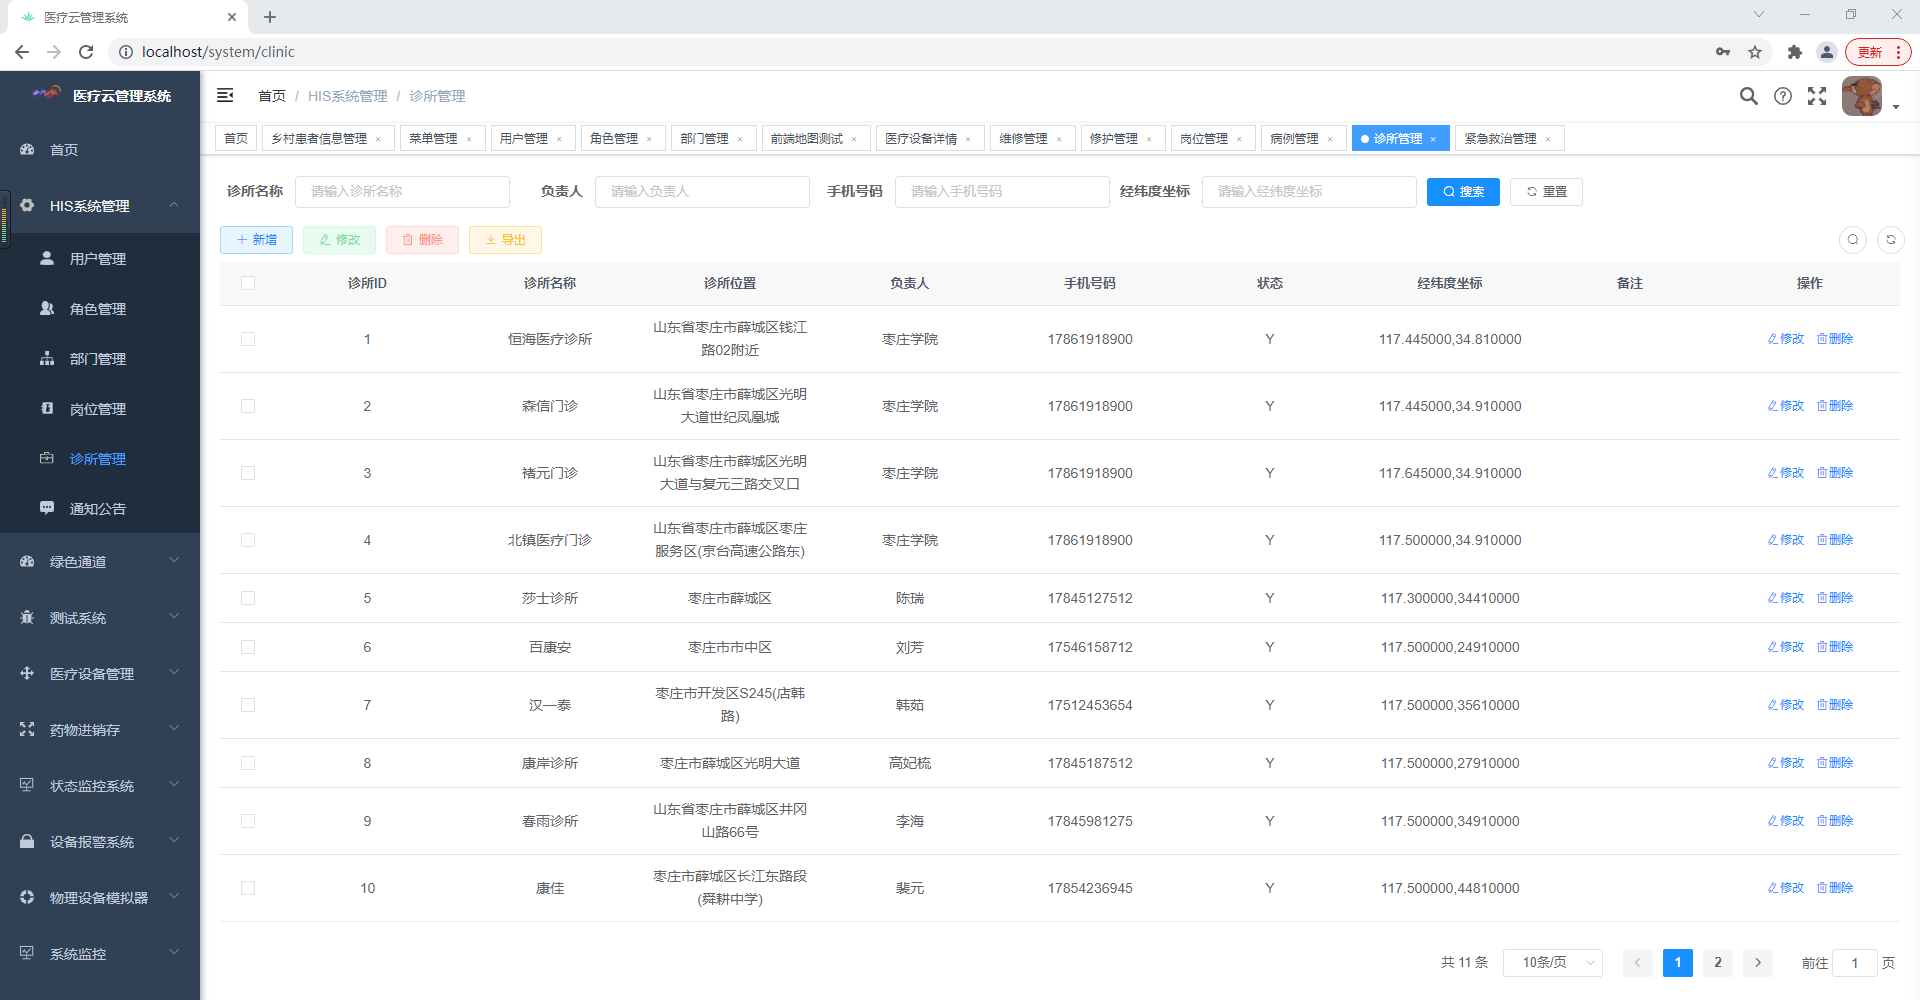 医疗云管理系统
localhost/system/clinic
更新
医疗云管理系统
首页
HIS系统管理
用户管理
角色管理
部门管理
岗位管理
诊所管理
通知公告
绿色通道
测试系统
医疗设备管理
药物进销存
状态监控系统
设备报警系统
物理设备模拟器
系统监控
首页 / HIS系统管理 / 诊所管理
首页 乡村患者信息管理 × 菜单管理 × 用户管理 × 角色管理 × 部门管理 × 前端地图测试 × 医疗设备详情 × 维修管理 × 修护管理 × 岗位管理 × 病例管理 × 诊所管理 × 紧急救治管理 ×
诊所名称 请输入诊所名称 负责人 请输入负责人 手机号码 请输入手机号码 经纬度坐标 请输入经纬度坐标 搜索 重置
新增 修改 删除 导出
诊所ID 诊所名称 诊所位置 负责人 手机号码 状态 经纬度坐标 备注 操作
1 恒海医疗诊所 山东省枣庄市薛城区钱江
路02附近 枣庄学院 17861918900 Y 117.445000,34.810000 修改 删除
2 森信门诊 山东省枣庄市薛城区光明
大道世纪凤凰城 枣庄学院 17861918900 Y 117.445000,34.910000 修改 删除
3 褚元门诊 山东省枣庄市薛城区光明
大道与复元三路交叉口 枣庄学院 17861918900 Y 117.645000,34.910000 修改 删除
4 北镇医疗门诊 山东省枣庄市薛城区枣庄
服务区(京台高速公路东) 枣庄学院 17861918900 Y 117.500000,34.910000 修改 删除
5 莎士诊所 枣庄市薛城区 陈瑞 17845127512 Y 117.300000,34410000 修改 删除
6 百康安 枣庄市市中区 刘芳 17546158712 Y 117.500000,24910000 修改 删除
7 汉一泰 枣庄市开发区S245(店韩
路) 韩茹 17512453654 Y 117.500000,35610000 修改 删除
8 康岸诊所 枣庄市薛城区光明大道 高妃梳 17845187512 Y 117.500000,27910000 修改 删除
9 春雨诊所 山东省枣庄市薛城区井冈
山路66号 李海 17845981275 Y 117.500000,34910000 修改 删除
10 康佳 枣庄市薛城区长江东路段
(舜耕中学) 裴元 17854236945 Y 117.500000,44810000 修改 删除
共 11 条 10条/页 1 2 前往 1 页